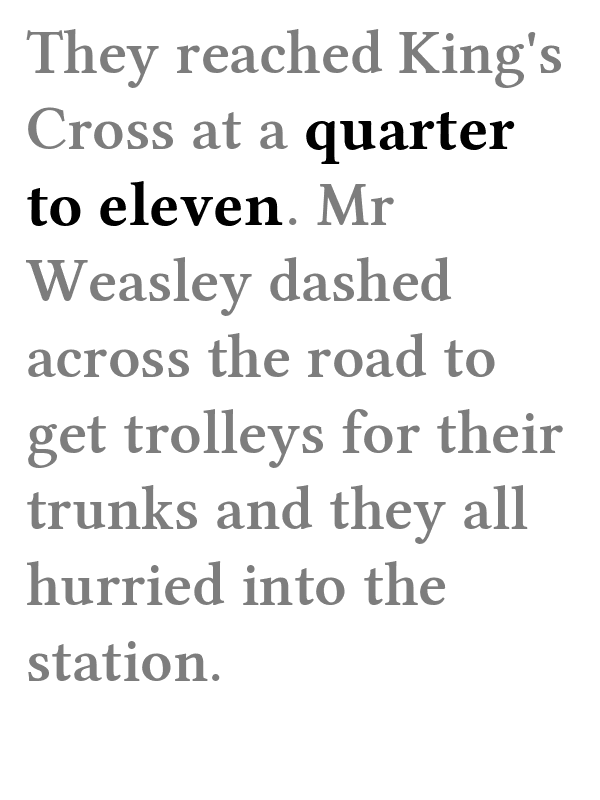 They reached King's
Cross at a quarter
to eleven. Mr
Weasley dashed
across the road to
get trolleys for their
trunks and they all
hurried into the
station.